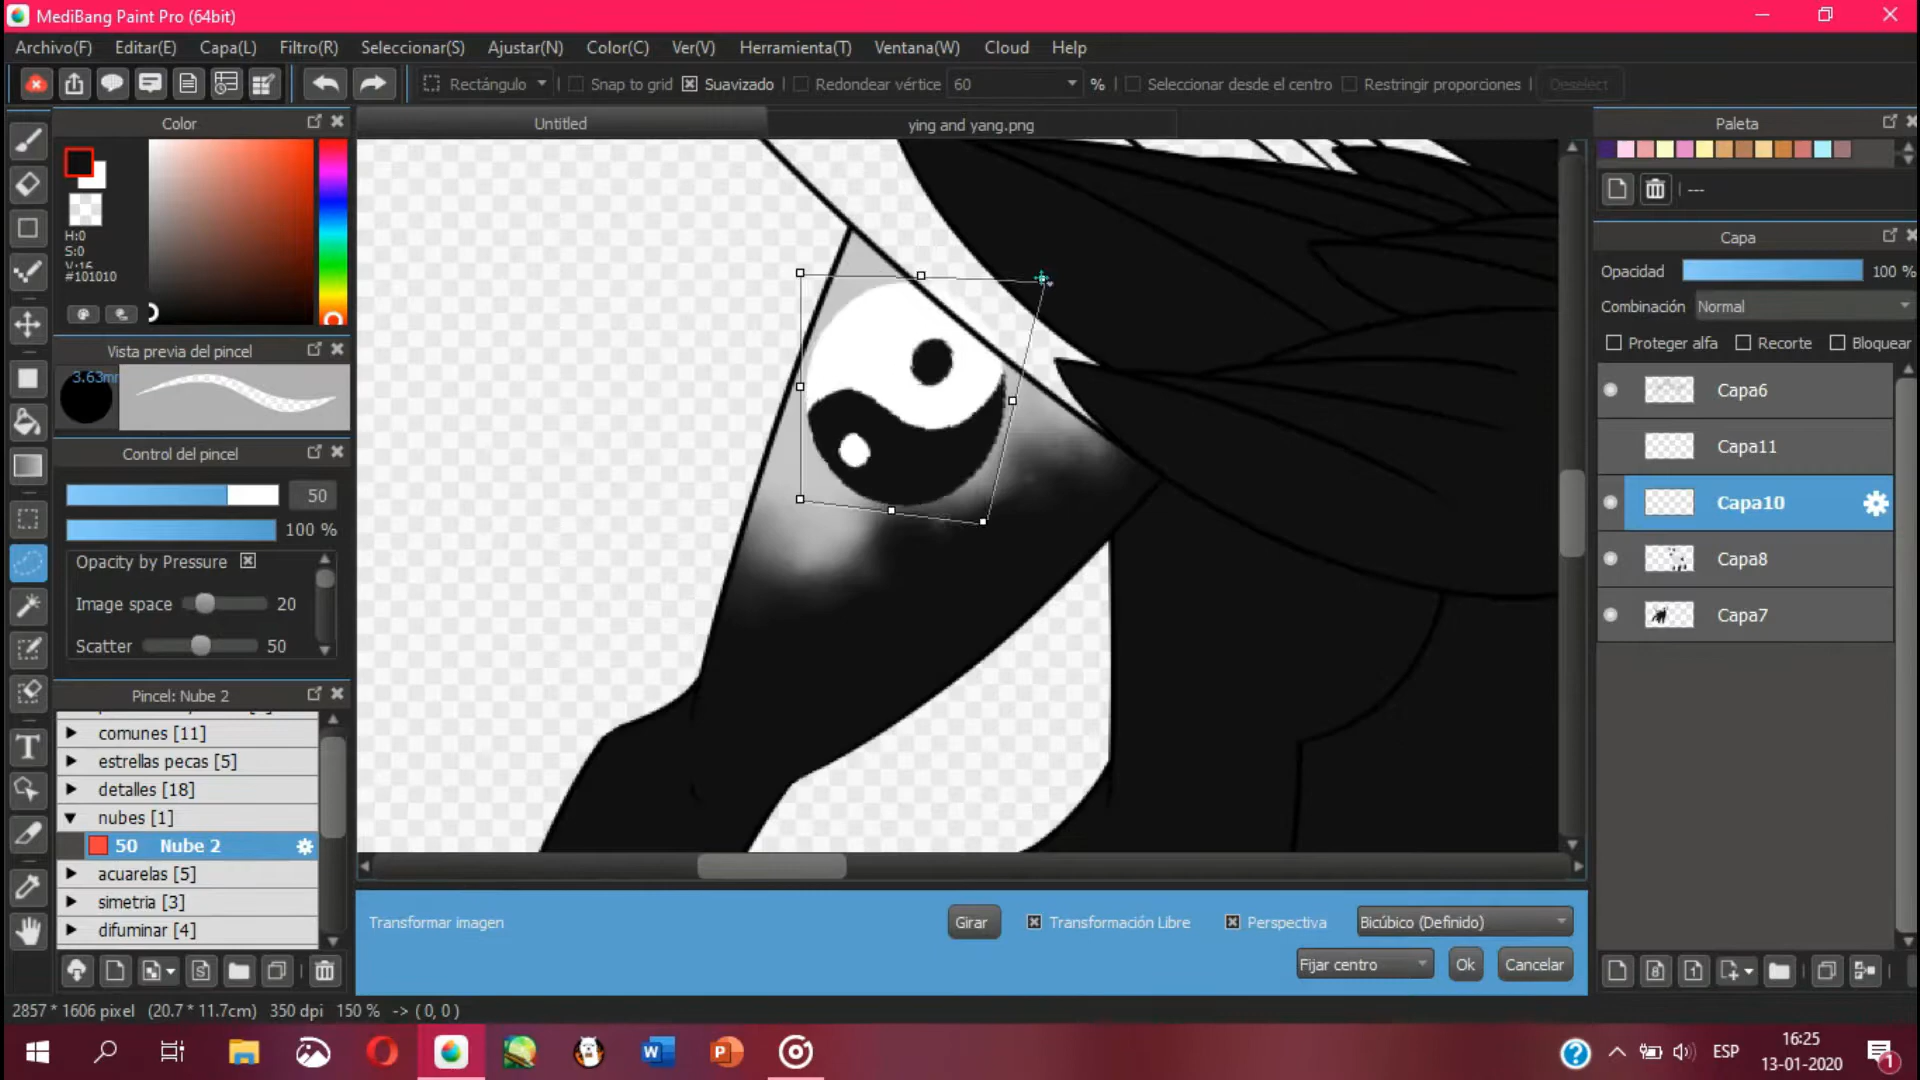 MediBang Paint Pro (64bit)
Archivo(F) Editar(E) Capa(L) Filtro(R) Seleccionar(S) Ajustar(N) Color(C) Ver(V) Herramienta(T) Ventana(W) Cloud Help
Rectángulo Snap to grid Suavizado Redondear vértice 60 % Seleccionar desde el centro Restringir proporciones Deselect
Color
Untitled
ying and yang.png
Paleta
H:0
S:0
V:16
#101010
---
Capa
Opacidad 100 %
Combinación Normal
Proteger alfa Recorte Bloquear
Vista previa del pincel
3.63mm
Control del pincel
50
100 %
Opacity by Pressure
Image space 20
Scatter 50
Capa6
Capa11
Capa10
Capa8
Capa7
Pincel: Nube 2
comunes [11]
estrellas pecas [5]
detalles [18]
nubes [1]
50 Nube 2
acuarelas [5]
simetria [3]
difuminar [4]
Transformar imagen Girar Transformación Libre Perspectiva Bicúbico (Definido)
Fijar centro Ok Cancelar
2857 * 1606 pixel (20.7 * 11.7cm) 350 dpi 150 % -> ( 0, 0 )
ESP
16:25
13-01-2020
1